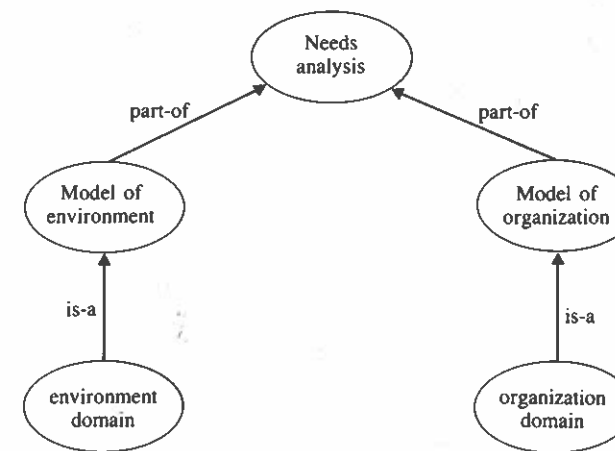 Needs
analysis
part-of
part-of
Model of
environment
Model of
organization
is-a
is-a
environment
domain
organization
domain